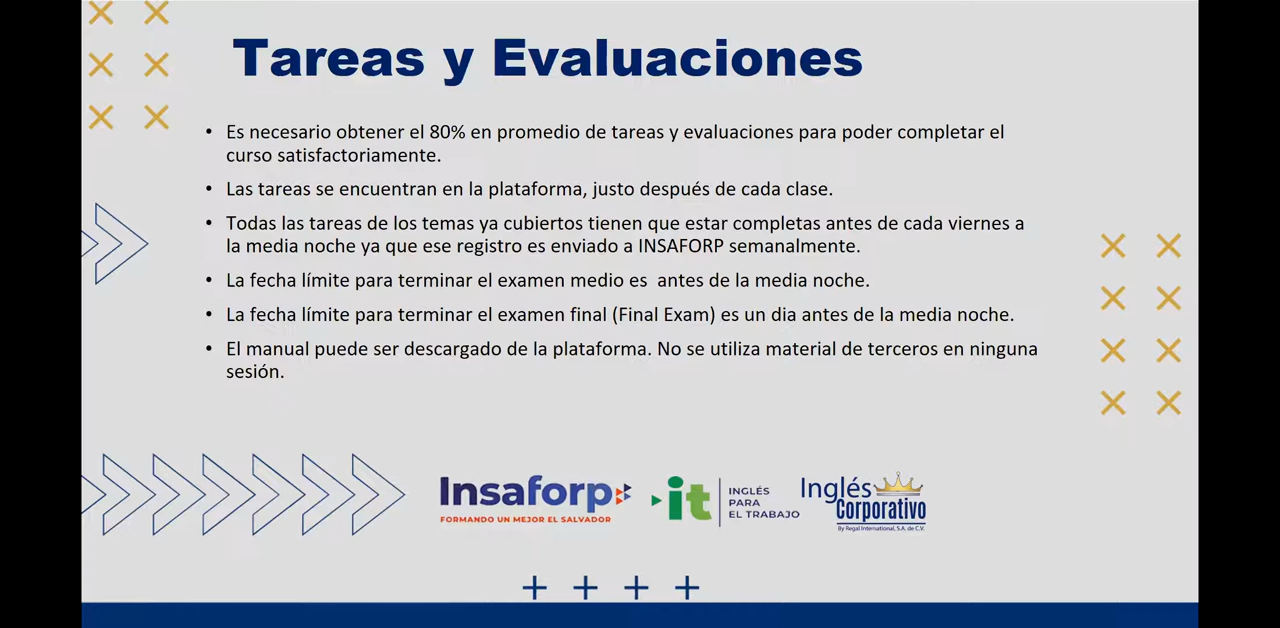 Tareas y Evaluaciones
• Es necesario obtener el 80% en promedio de tareas y evaluaciones para poder completar el
curso satisfactoriamente.
• Las tareas se encuentran en la plataforma, justo después de cada clase.
• Todas las tareas de los temas ya cubiertos tienen que estar completas antes de cada viernes a
la media noche ya que ese registro es enviado a INSAFORP semanalmente.
• La fecha límite para terminar el examen medio es  antes de la media noche.
• La fecha límite para terminar el examen final (Final Exam) es un dia antes de la media noche.
• El manual puede ser descargado de la plataforma. No se utiliza material de terceros en ninguna
sesión.
Insaforp
FORMANDO UN MEJOR EL SALVADOR
it
INGLÉS
PARA
EL TRABAJO
Inglés
Corporativo
By Regal International, S.A. de C.V.